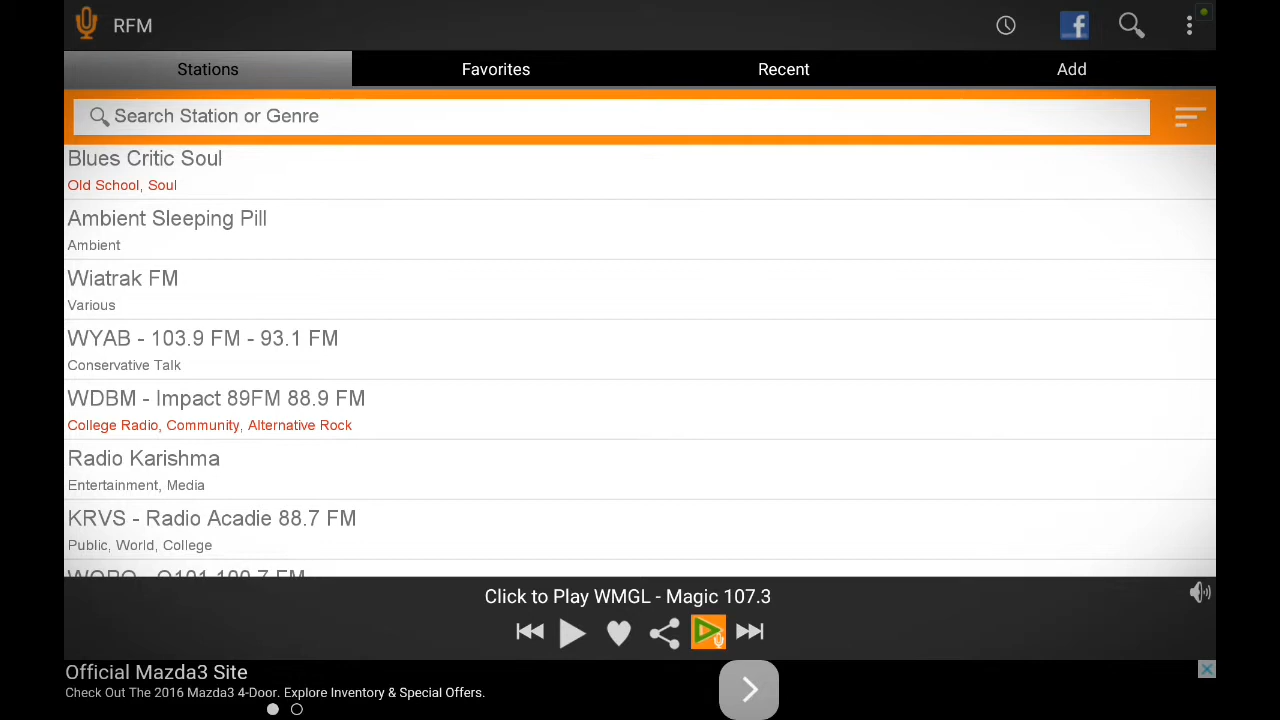 RFM
Stations Favorites Recent Add
Search Station or Genre
Blues Critic Soul
Old School, Soul
Ambient Sleeping Pill
Ambient
Wiatrak FM
Various
WYAB - 103.9 FM - 93.1 FM
Conservative Talk
WDBM - Impact 89FM 88.9 FM
College Radio, Community, Alternative Rock
Radio Karishma
Entertainment, Media
KRVS - Radio Acadie 88.7 FM
Public, World, College
Click to Play WMGL - Magic 107.3
Official Mazda3 Site
Check Out The 2016 Mazda3 4-Door. Explore Inventory & Special Offers.